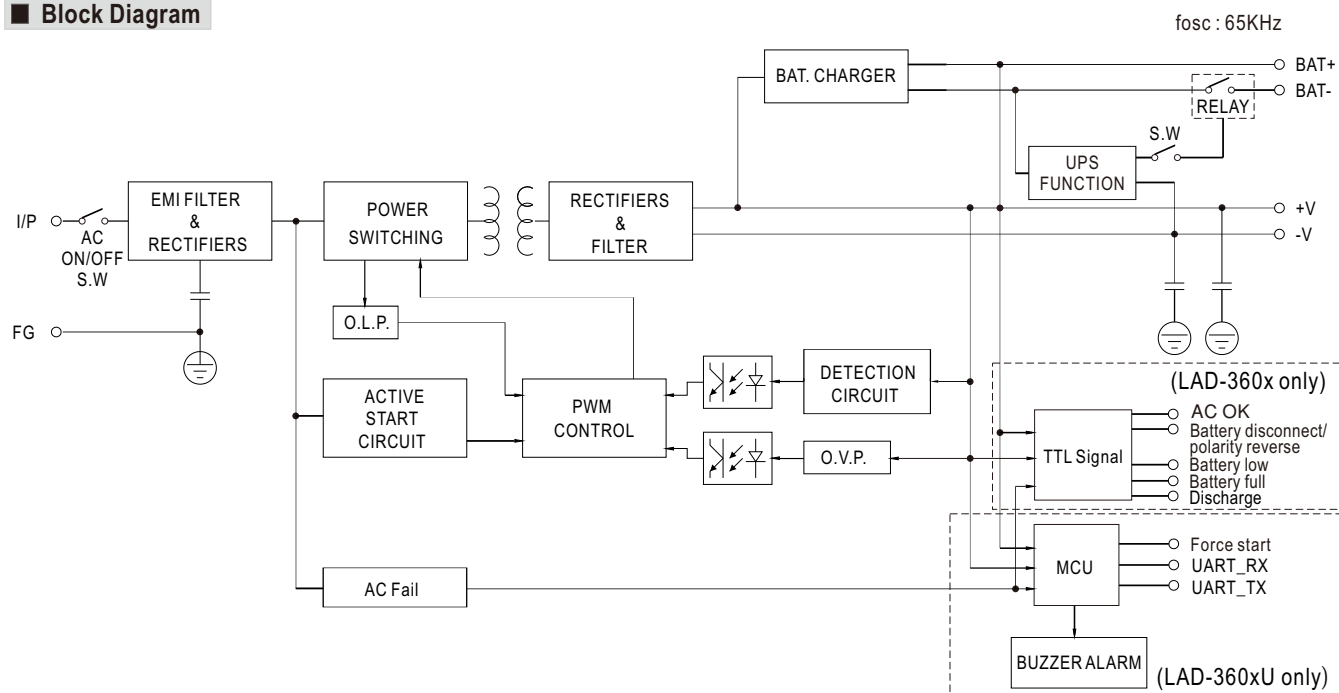 ■ Block Diagram
fosc : 65KHz
BAT. CHARGER
BAT+
BAT-
RELAY
S.W
UPS
FUNCTION
I/P
AC
ON/OFF
S.W
EMI FILTER
&
RECTIFIERS
POWER
SWITCHING
RECTIFIERS
&
FILTER
+V
-V
FG
O.L.P.
ACTIVE
START
CIRCUIT
PWM
CONTROL
DETECTION
CIRCUIT
O.V.P.
(LAD-360x only)
TTL Signal
AC OK
Battery disconnect/
polarity reverse
Battery low
Battery full
Discharge
AC Fail
MCU
Force start
UART_RX
UART_TX
BUZZER ALARM
(LAD-360xU only)